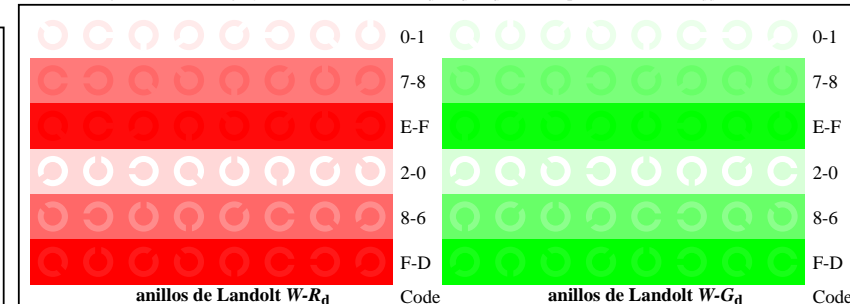 0-1 0-1
7-8 7-8
E-F E-F
2-0 2-0
8-6 8-6
F-D F-D
anillos de Landolt W-Rd Code anillos de Landolt W-Gd Code